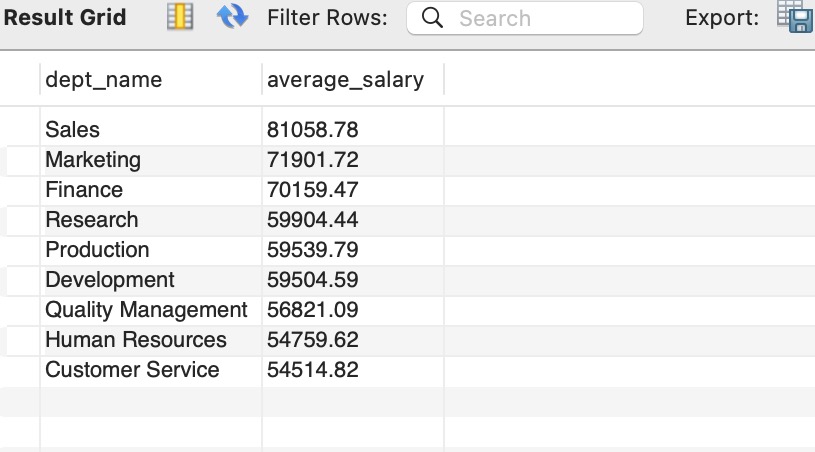 Result Grid Filter Rows: Search Export:
dept_name average_salary
Sales 81058.78
Marketing 71901.72
Finance 70159.47
Research 59904.44
Production 59539.79
Development 59504.59
Quality Management 56821.09
Human Resources 54759.62
Customer Service 54514.82